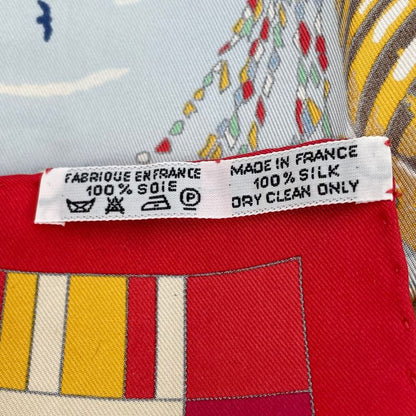 FABRIQUE EN FRANCE
100% SOIE
P
MADE IN FRANCE
100% SILK
DRY CLEAN ONLY